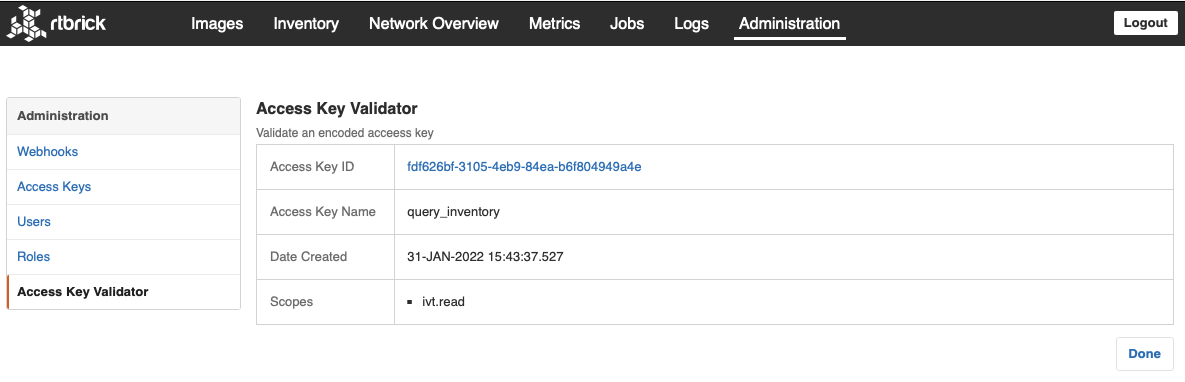 rtbrick Images Inventory Network Overview Metrics Jobs Logs Administration Logout
Administration
Webhooks
Access Keys
Users
Roles
Access Key Validator
Access Key Validator
Validate an encoded acceess key
Access Key ID fdf626bf-3105-4eb9-84ea-b6f804949a4e
Access Key Name query_inventory
Date Created 31-JAN-2022 15:43:37.527
Scopes ▪ ivt.read
Done